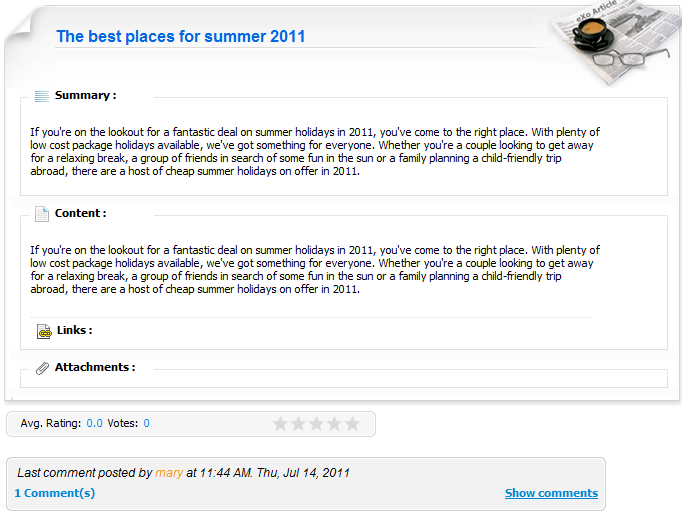 The best places for summer 2011
eXo Article
Summary :
If you're on the lookout for a fantastic deal on summer holidays in 2011, you've come to the right place. With plenty of
low cost package holidays available, we've got something for everyone. Whether you're a couple looking to get away
for a relaxing break, a group of friends in search of some fun in the sun or a family planning a child-friendly trip
abroad, there are a host of cheap summer holidays on offer in 2011.
Content :
If you're on the lookout for a fantastic deal on summer holidays in 2011, you've come to the right place. With plenty of
low cost package holidays available, we've got something for everyone. Whether you're a couple looking to get away
for a relaxing break, a group of friends in search of some fun in the sun or a family planning a child-friendly trip
abroad, there are a host of cheap summer holidays on offer in 2011.
Links :
Attachments :
Avg. Rating: 0.0 Votes: 0
Last comment posted by mary at 11:44 AM. Thu, Jul 14, 2011
1 Comment(s) Show comments